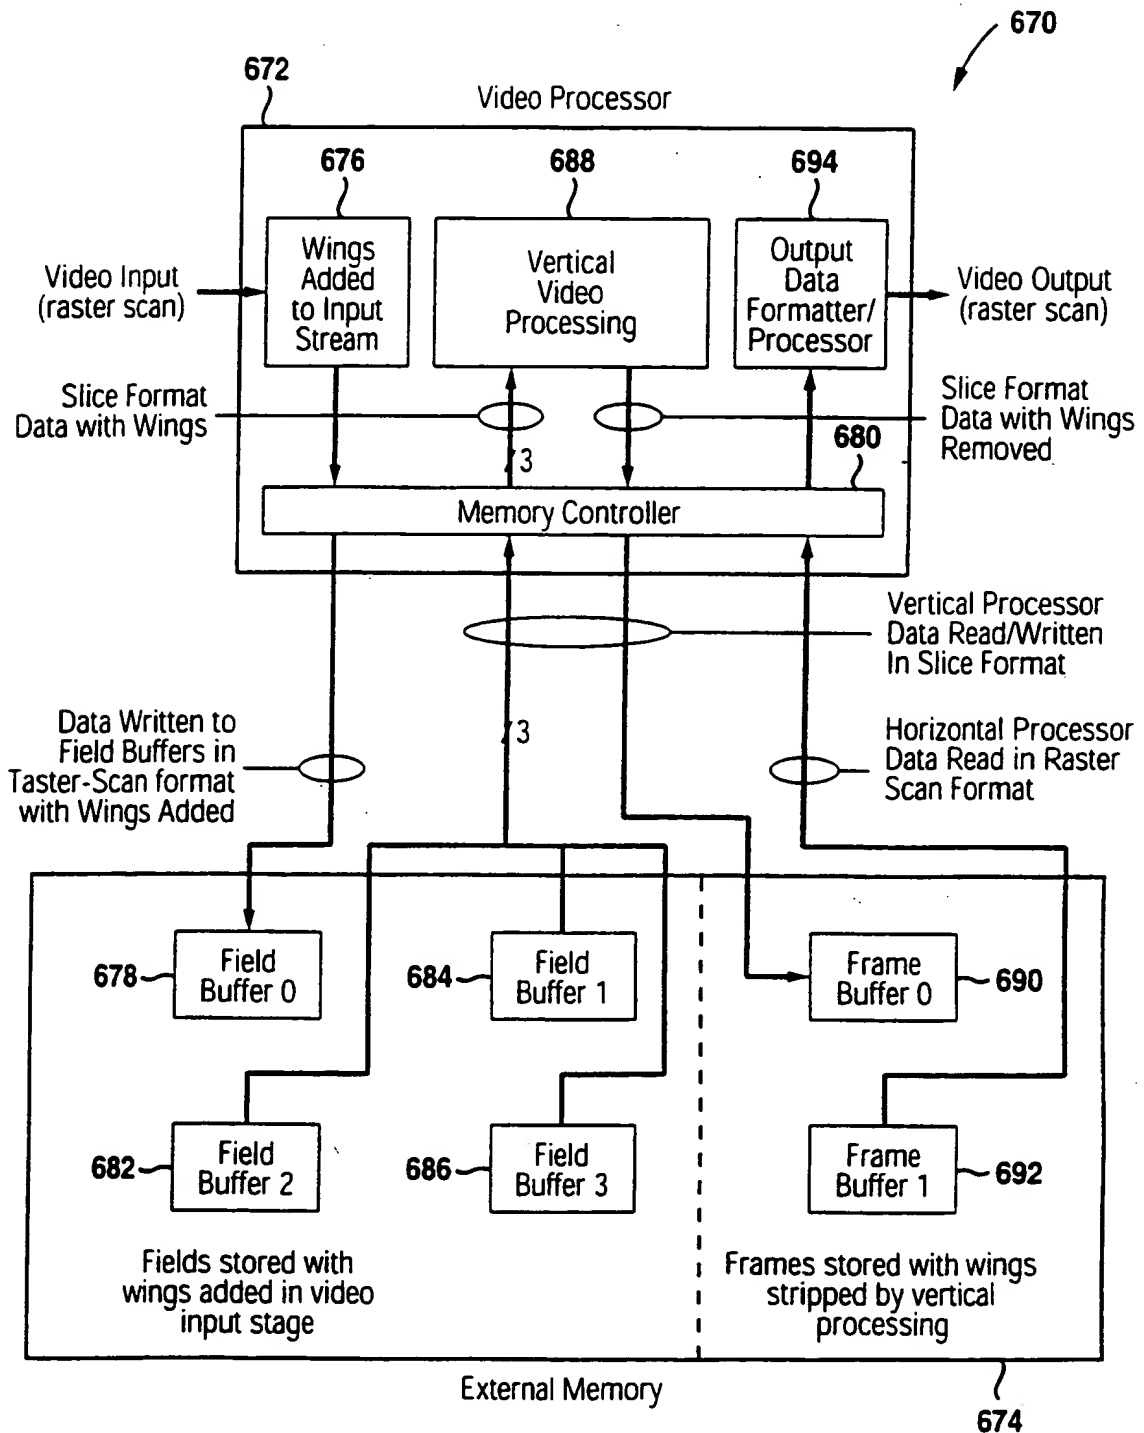 670
672
Video Processor
676
688
694
Wings
Added
to Input
Stream
Vertical
Video
Processing
Output
Data
Formatter/
Processor
Video Input
(raster scan)
Video Output
(raster scan)
Slice Format
Data with Wings
Slice Format
Data with Wings
Removed
3
680
Memory Controller
Vertical Processor
Data Read/Written
In Slice Format
Data Written to
Field Buffers in
Taster-Scan format
with Wings Added
3
Horizontal Processor
Data Read in Raster
Scan Format
678
Field
Buffer 0
684
Field
Buffer 1
Frame
Buffer 0
690
682
Field
Buffer 2
686
Field
Buffer 3
Frame
Buffer 1
692
Fields stored with
wings added in video
input stage
Frames stored with wings
stripped by vertical
processing
External Memory
674